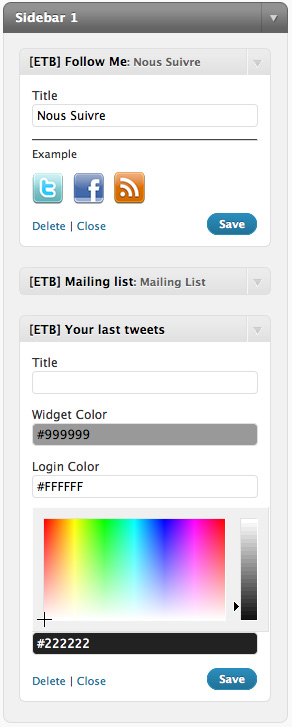 Sidebar 1
[ETB] Follow Me: Nous Suivre
Title
Nous Suivre
Example
Delete | Close
Save
[ETB] Mailing list: Mailing List
[ETB] Your last tweets
Title
Widget Color
#999999
Login Color
#FFFFFF
#222222
Delete | Close
Save